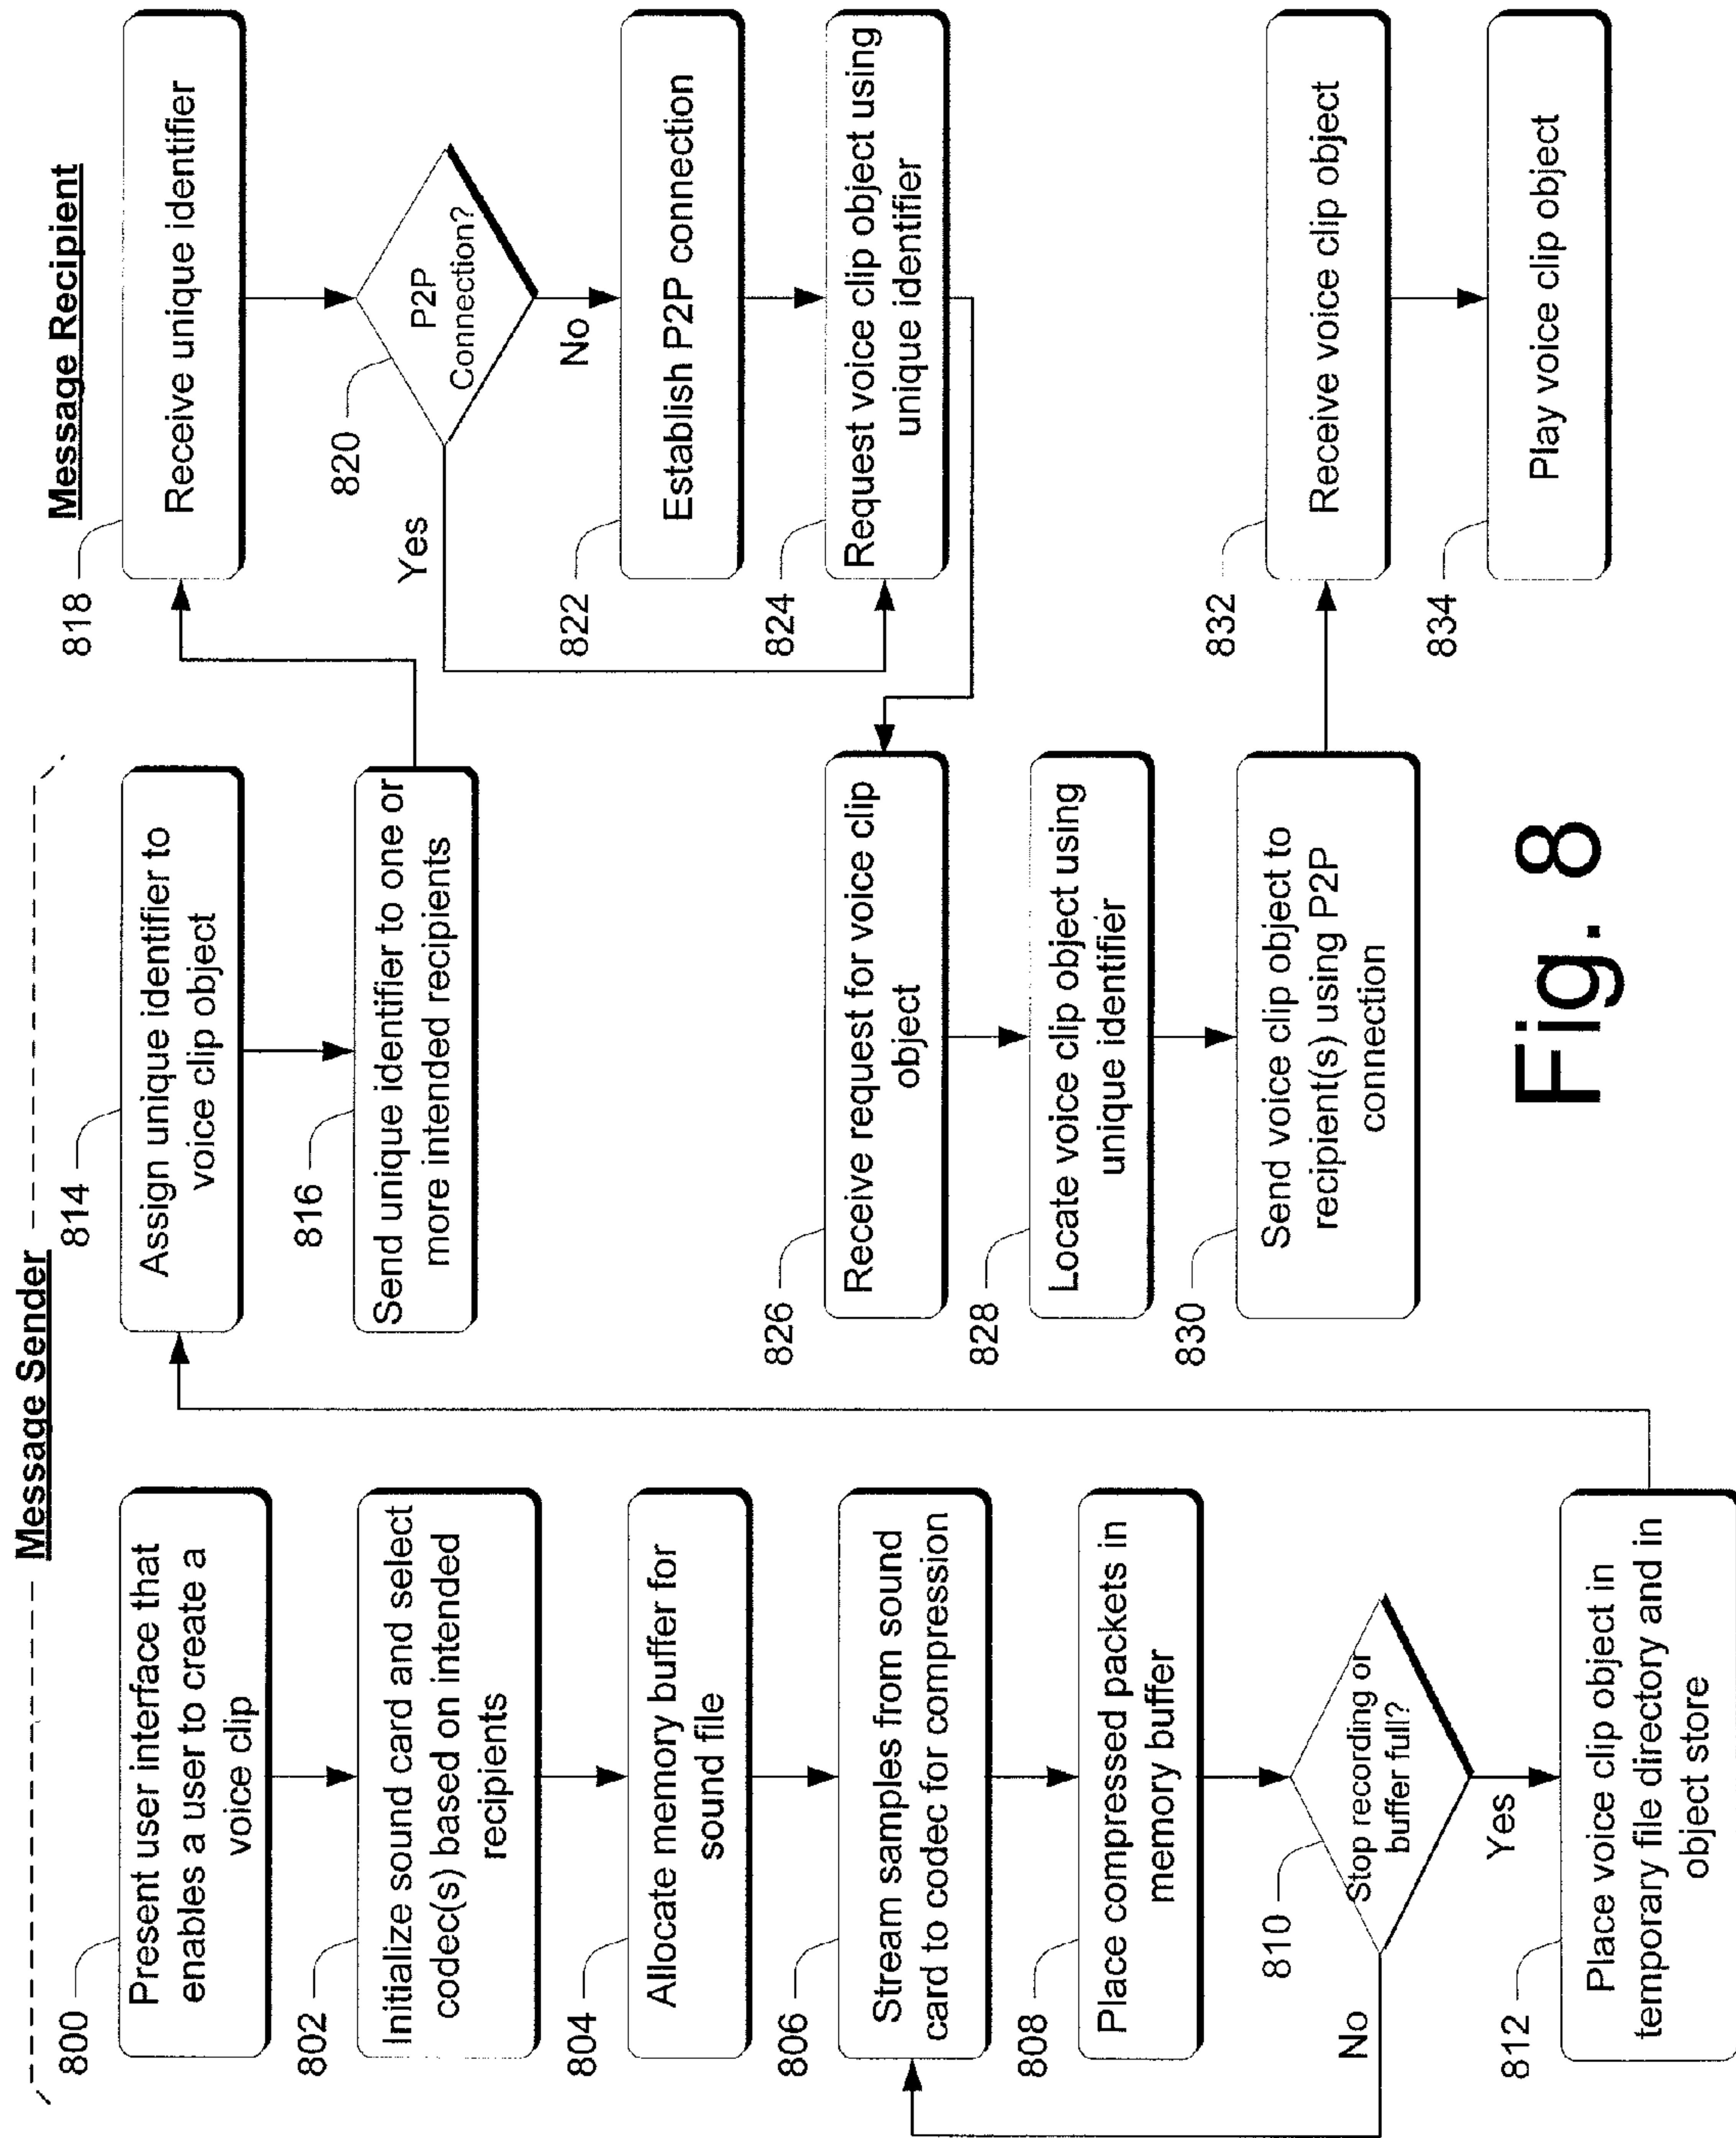 Message Sender
800
Present user interface that
enables a user to create a
voice clip
802
Initialize sound card and select
codec(s) based on intended
recipients
804
Allocate memory buffer for
sound file
806
Stream samples from sound
card to codec for compression
808
Place compressed packets in
memory buffer
810
Stop recording or
buffer full?
No
Yes
812
Place voice clip object in
temporary file directory and in
object store
814
Assign unique identifier to
voice clip object
816
Send unique identifier to one or
more intended recipients
826
Receive request for voice clip
object
828
Locate voice clip object using
unique identifier
830
Send voice clip object to
recipient(s) using P2P
connection
Message Recipient
818
Receive unique identifier
820
P2P
Connection?
Yes
No
822
Establish P2P connection
824
Request voice clip object using
unique identifier
832
Receive voice clip object
834
Play voice clip object
Fig. 8